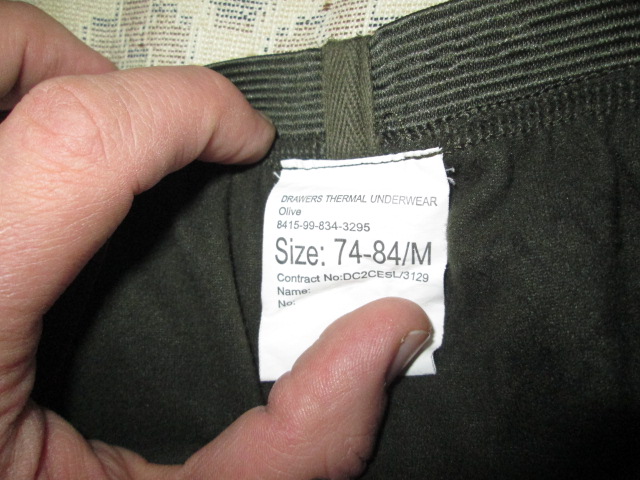 DRAWERS THERMAL UNDERWEAR
Olive
8415-99-834-3295
Size: 74-84/M
Contract No:DC2CESL/3129
Name:
No: